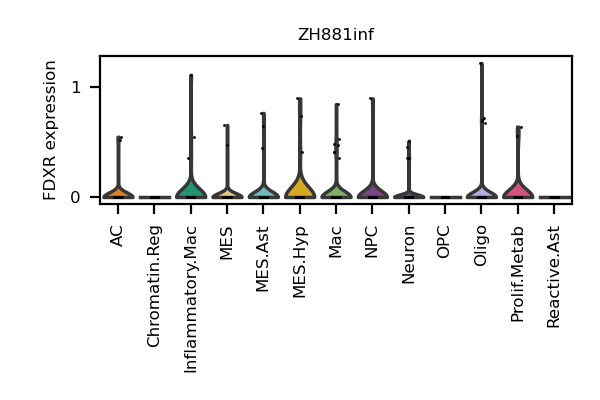 ZH881inf
FDXR expression
1
0
AC
Chromatin.Reg
Inflammatory.Mac
MES
MES.Ast
MES.Hyp
Mac
NPC
Neuron
OPC
Oligo
Prolif.Metab
Reactive.Ast